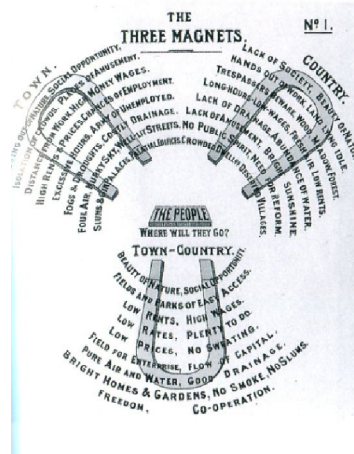 THE
THREE MAGNETS.
Nº 1.
TOWN.
CLOSING OUT OF NATURE. SOCIAL OPPORTUNITY.
ISOLATION OF CROWDS. PLACES OF AMUSEMENT.
DISTANCE FROM WORK. HIGH MONEY WAGES.
HIGH RENTS & PRICES. CHANCES OF EMPLOYMENT.
EXCESSIVE HOURS. ARMY OF UNEMPLOYED.
FOGS & DROUGHTS. COSTLY DRAINAGE.
FOUL AIR. MURKY SKY. WELL-LIT STREETS.
SLUMS & GIN PALACES. PALATIAL EDIFICES.
COUNTRY.
LACK OF SOCIETY. BEAUTY OF NATURE.
HANDS OUT OF WORK. LAND LYING IDLE.
TRESPASSERS BEWARE. WOOD, MEADOW, FOREST.
LONG HOURS LOW WAGES. FRESH AIR. LOW RENTS.
LACK OF DRAINAGE. ABUNDANCE OF WATER.
LACK OF AMUSEMENT. BRIGHT SUNSHINE.
NO PUBLIC SPIRIT. NEED FOR REFORM.
CROWDED DWELLINGS. DESERTED VILLAGES.
THE PEOPLE
WHERE WILL THEY GO?
TOWN-COUNTRY.
BEAUTY OF NATURE. SOCIAL OPPORTUNITY.
FIELDS AND PARKS OF EASY ACCESS.
LOW RENTS, HIGH WAGES.
LOW RATES, PLENTY TO DO.
LOW PRICES, NO SWEATING.
FIELD FOR ENTERPRISE, FLOW OF CAPITAL.
PURE AIR AND WATER, GOOD DRAINAGE.
BRIGHT HOMES & GARDENS, NO SMOKE, NO SLUMS.
FREEDOM. CO-OPERATION.